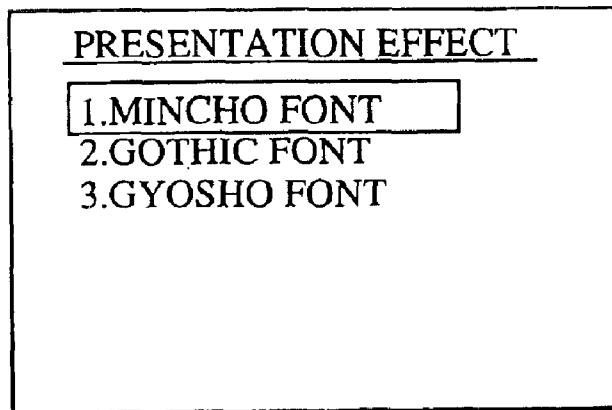 PRESENTATION EFFECT
1.MINCHO FONT
2.GOTHIC FONT
3.GYOSHO FONT